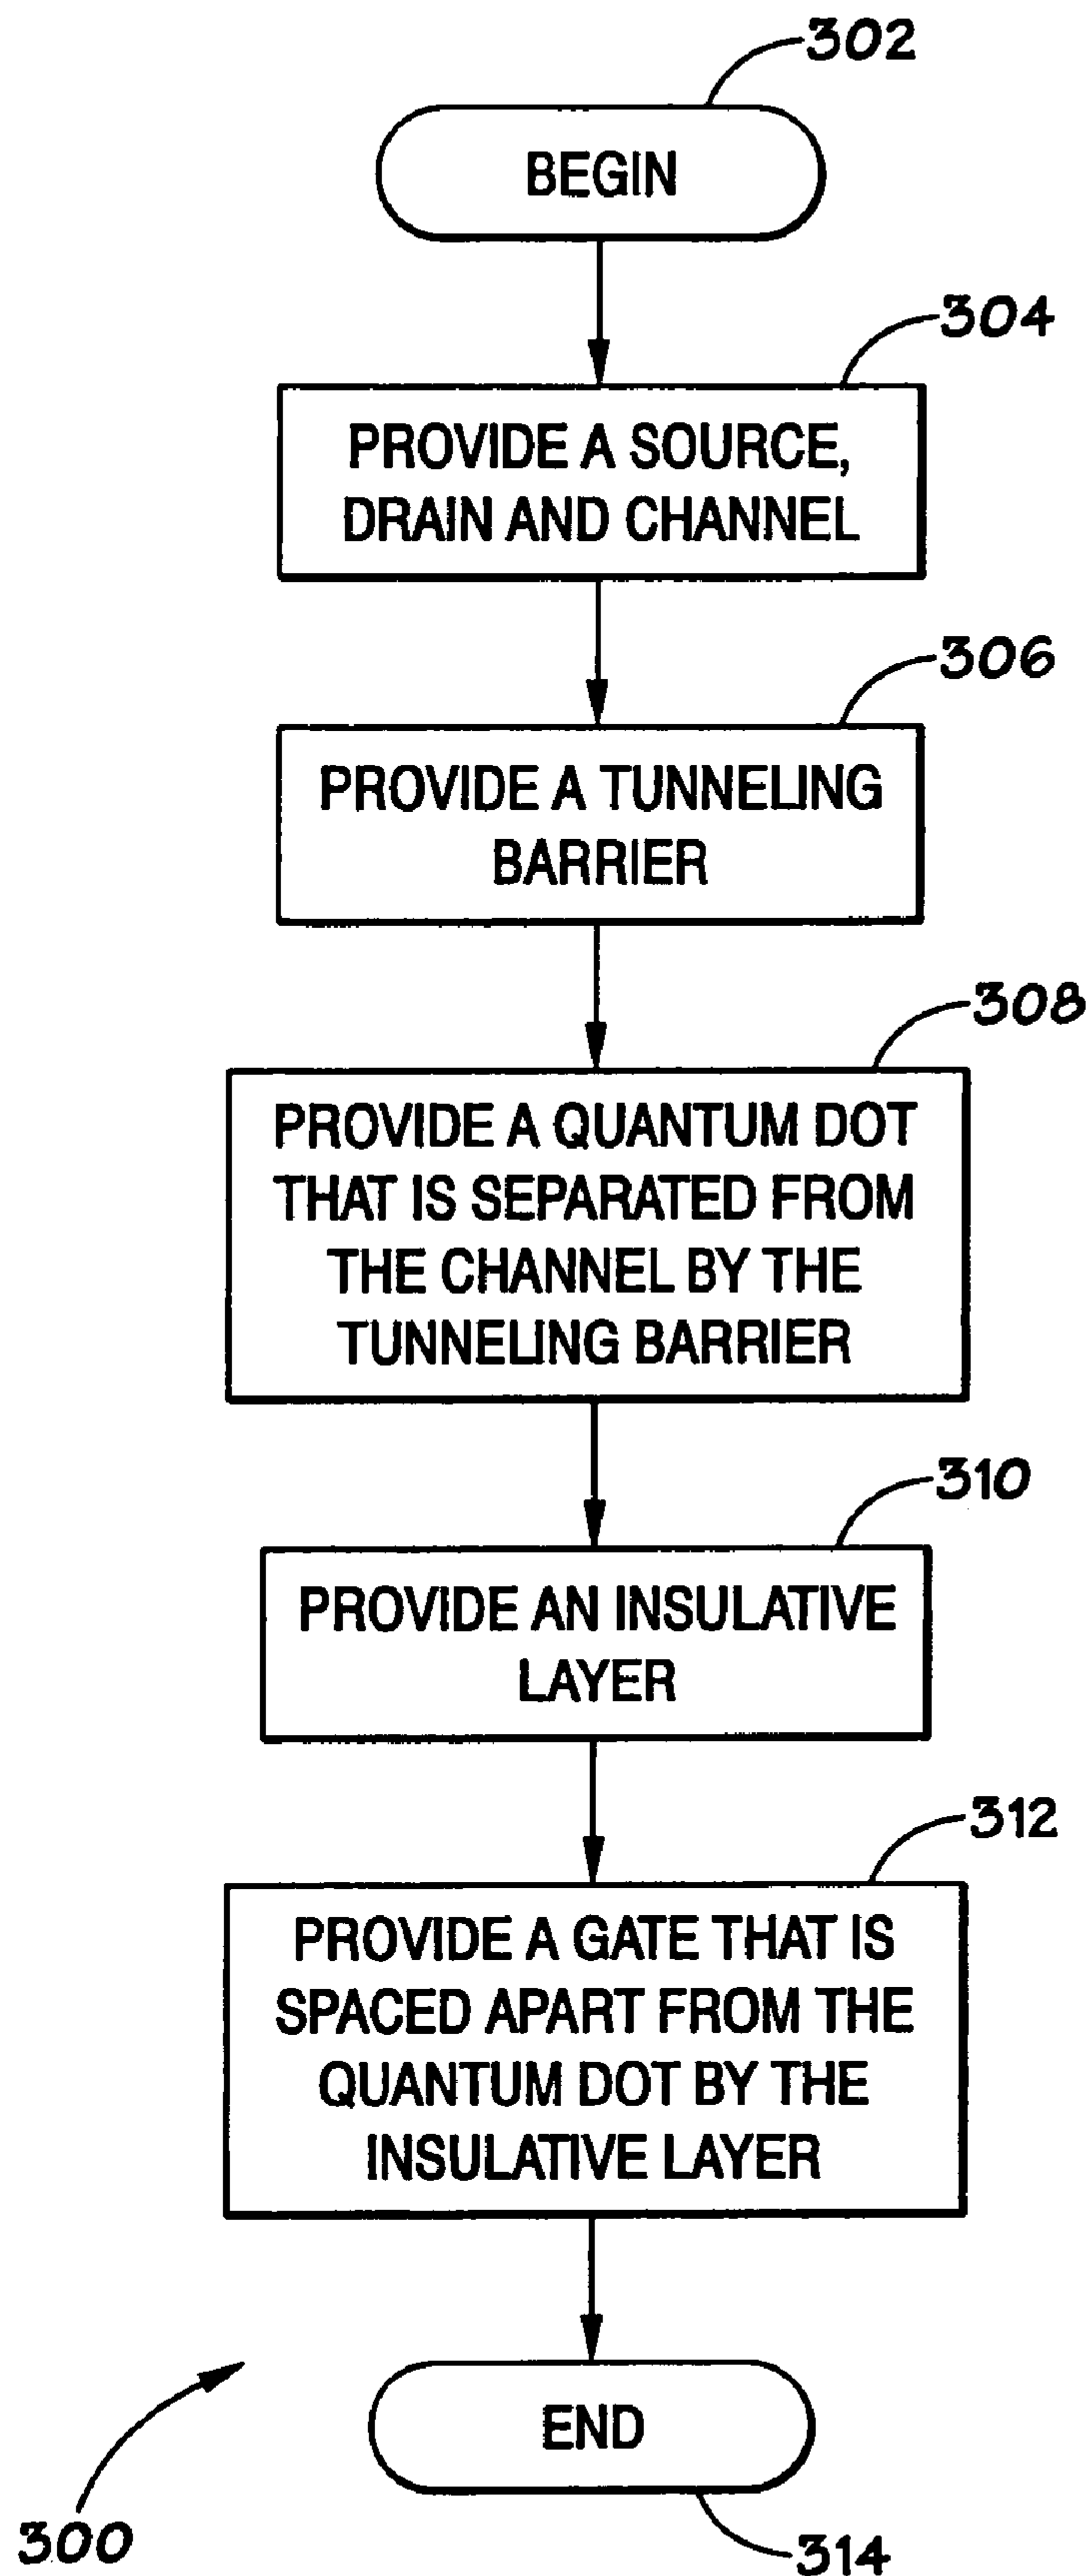 302
BEGIN
304
PROVIDE A SOURCE,
DRAIN AND CHANNEL
306
PROVIDE A TUNNELING
BARRIER
308
PROVIDE A QUANTUM DOT
THAT IS SEPARATED FROM
THE CHANNEL BY THE
TUNNELING BARRIER
310
PROVIDE AN INSULATIVE
LAYER
312
PROVIDE A GATE THAT IS
SPACED APART FROM THE
QUANTUM DOT BY THE
INSULATIVE LAYER
END
300
314